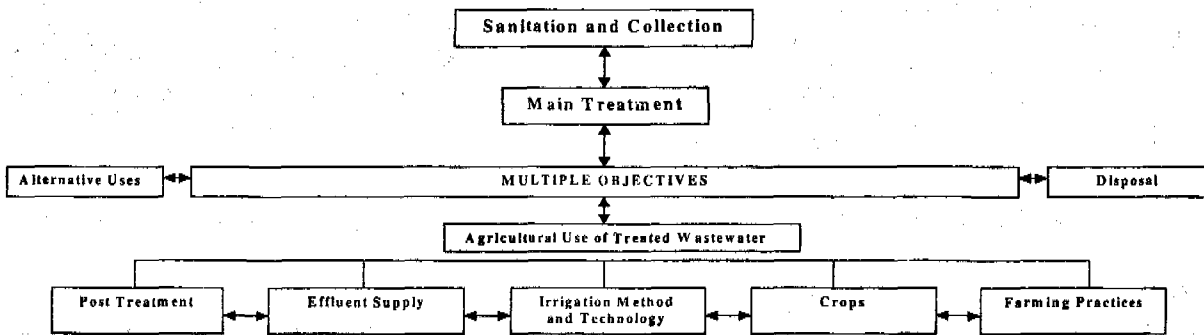 Sanitation and Collection
Main Treatment
Alternative Uses
MULTIPLE OBJECTIVES
Disposal
Agricultural Use of Treated Wastewater
Post Treatment
Effluent Supply
Irrigation Method
and Technology
Crops
Farming Practices